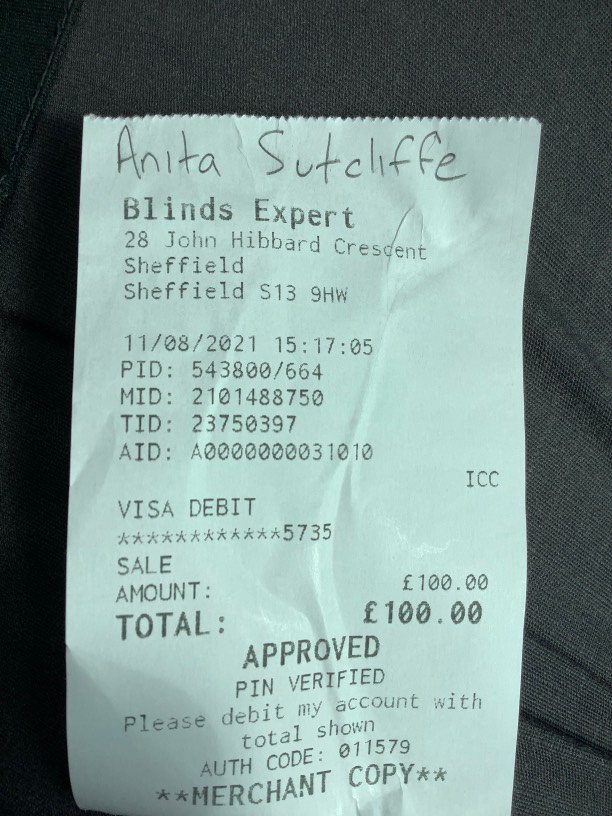 Anita Sutcliffe
Blinds Expert
28 John Hibbard Crescent
Sheffield
Sheffield S13 9HW
11/08/2021 15:17:05
PID: 543800/664
MID: 2101488750
TID: 23750397
AID: A0000000031010
ICC
VISA DEBIT
************5735
SALE
AMOUNT: £100.00
TOTAL: £100.00
APPROVED
PIN VERIFIED
Please debit my account with
total shown
AUTH CODE: 011579
**MERCHANT COPY**